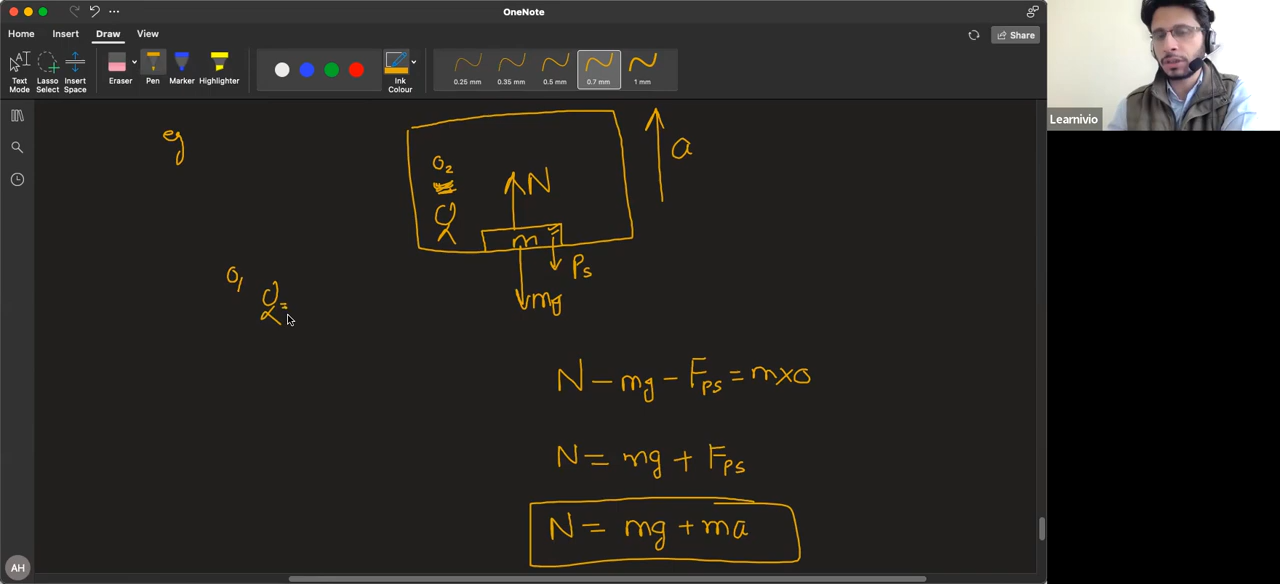 OneNote
Home Insert Draw View
Share
Text Mode
Lasso Select
Insert Space
Eraser
Pen
Marker
Highlighter
Ink Colour
0.25 mm
0.35 mm
0.5 mm
0.7 mm
1 mm
Learnivio
eg
a
O₂
N
m
Ps
mg
O₁
N - mg - F_PS = m×0
N = mg + F_PS
N = mg + ma
AH